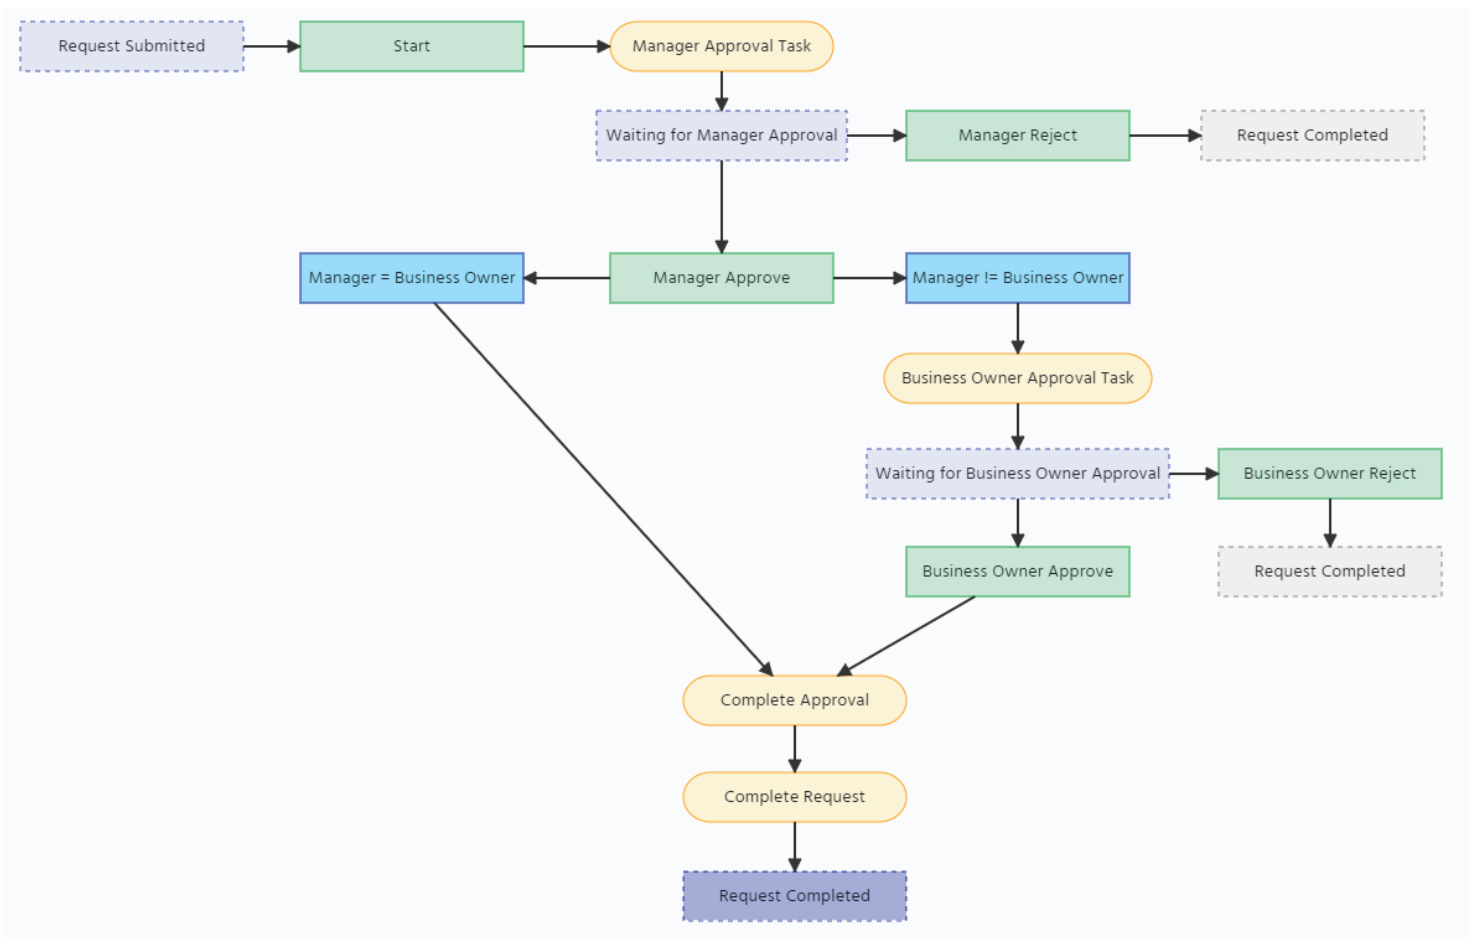 Request Submitted
Start
Manager Approval Task
Waiting for Manager Approval
Manager Reject
Request Completed
Manager = Business Owner
Manager Approve
Manager != Business Owner
Business Owner Approval Task
Waiting for Business Owner Approval
Business Owner Reject
Business Owner Approve
Request Completed
Complete Approval
Complete Request
Request Completed